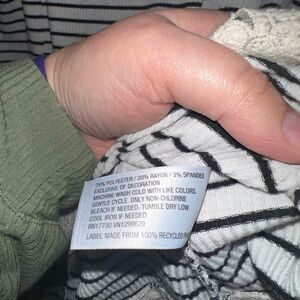 75% POLYESTER / 20% RAYON / 5% SPANDEX
EXCLUSIVE OF DECORATION
MACHINE WASH COLD WITH LIKE COLORS,
GENTLE CYCLE. ONLY NON-CHLORINE
BLEACH IF NEEDED. TUMBLE DRY LOW.
COOL IRON IF NEEDED.
RN17730 VN1299629
LABEL MADE FROM 100% RECYCLED